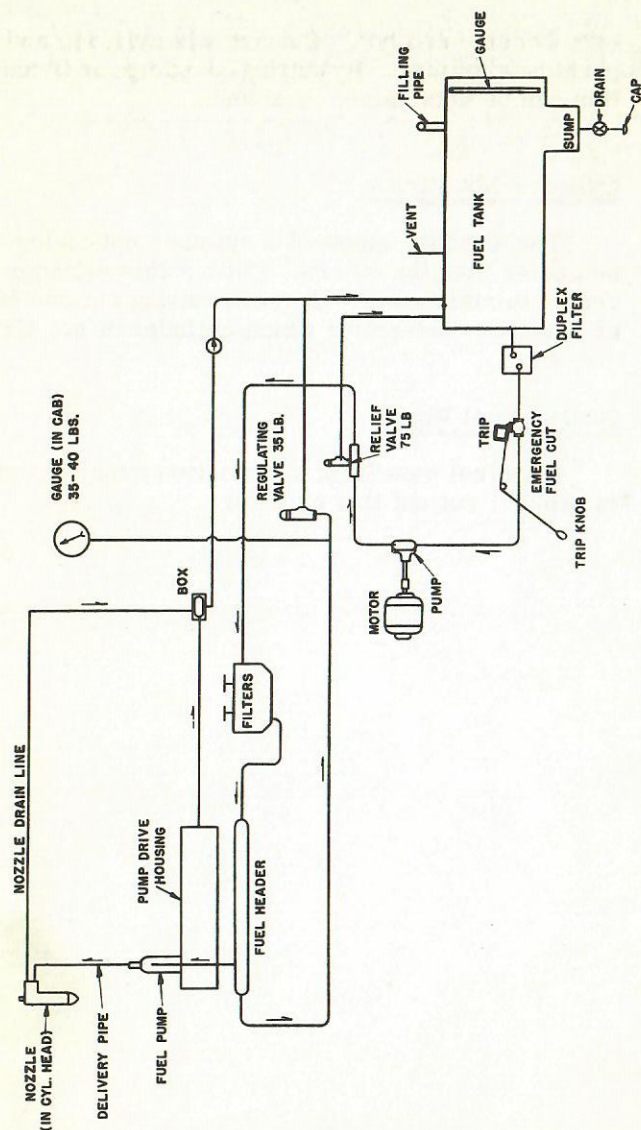 NOZZLE
(IN CYL. HEAD)
DELIVERY PIPE
FUEL PUMP
NOZZLE DRAIN LINE
PUMP DRIVE
HOUSING
FUEL HEADER
FILTERS
BOX
GAUGE (IN CAB)
35-40 LBS.
REGULATING
VALVE 35 LB.
RELIEF
VALVE
75 LB
MOTOR
PUMP
TRIP KNOB
TRIP
EMERGENCY
FUEL CUT
DUPLEX
FILTER
VENT
FUEL TANK
FILLING
PIPE
GAUGE
SUMP
DRAIN
CAP